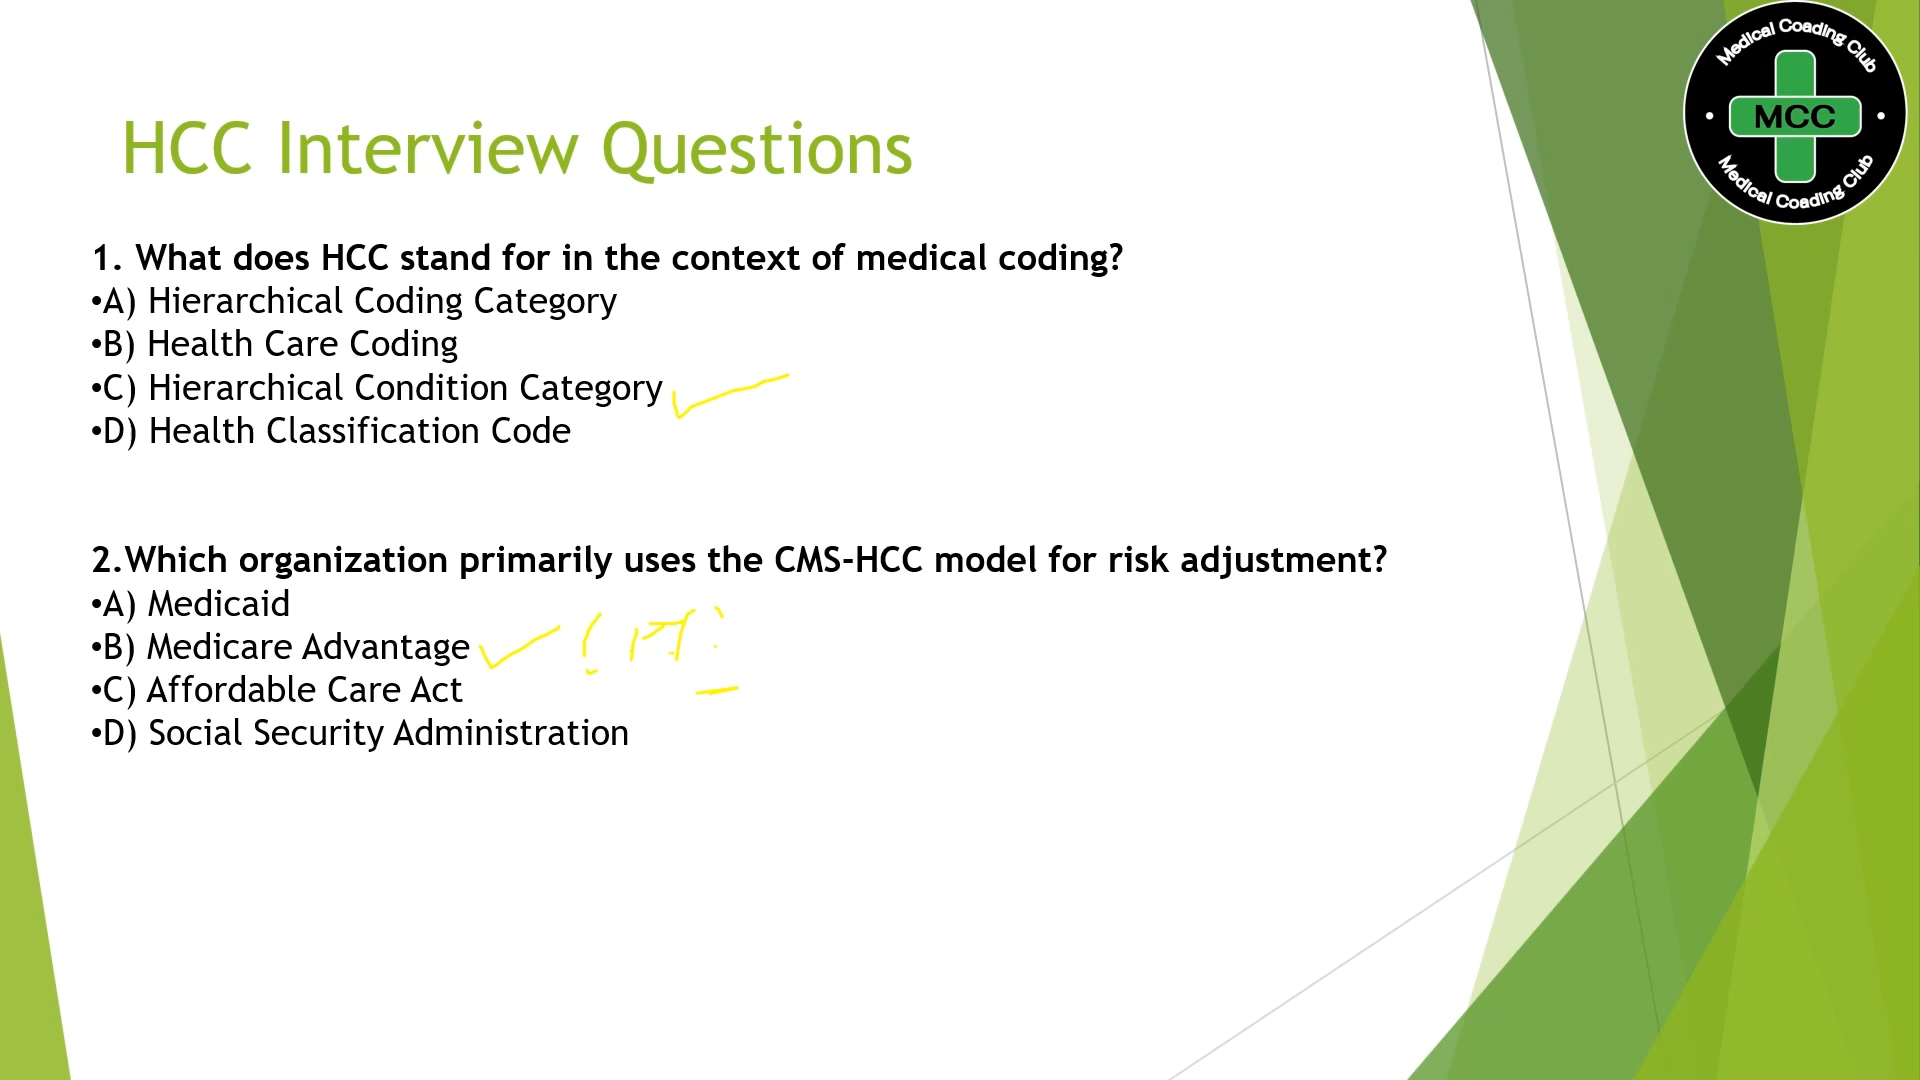 Medical Coading Club
MCC
Medical Coading Club
HCC Interview Questions
1. What does HCC stand for in the context of medical coding?
•A) Hierarchical Coding Category
•B) Health Care Coding
•C) Hierarchical Condition Category
•D) Health Classification Code
2.Which organization primarily uses the CMS-HCC model for risk adjustment?
•A) Medicaid
•B) Medicare Advantage
•C) Affordable Care Act
•D) Social Security Administration